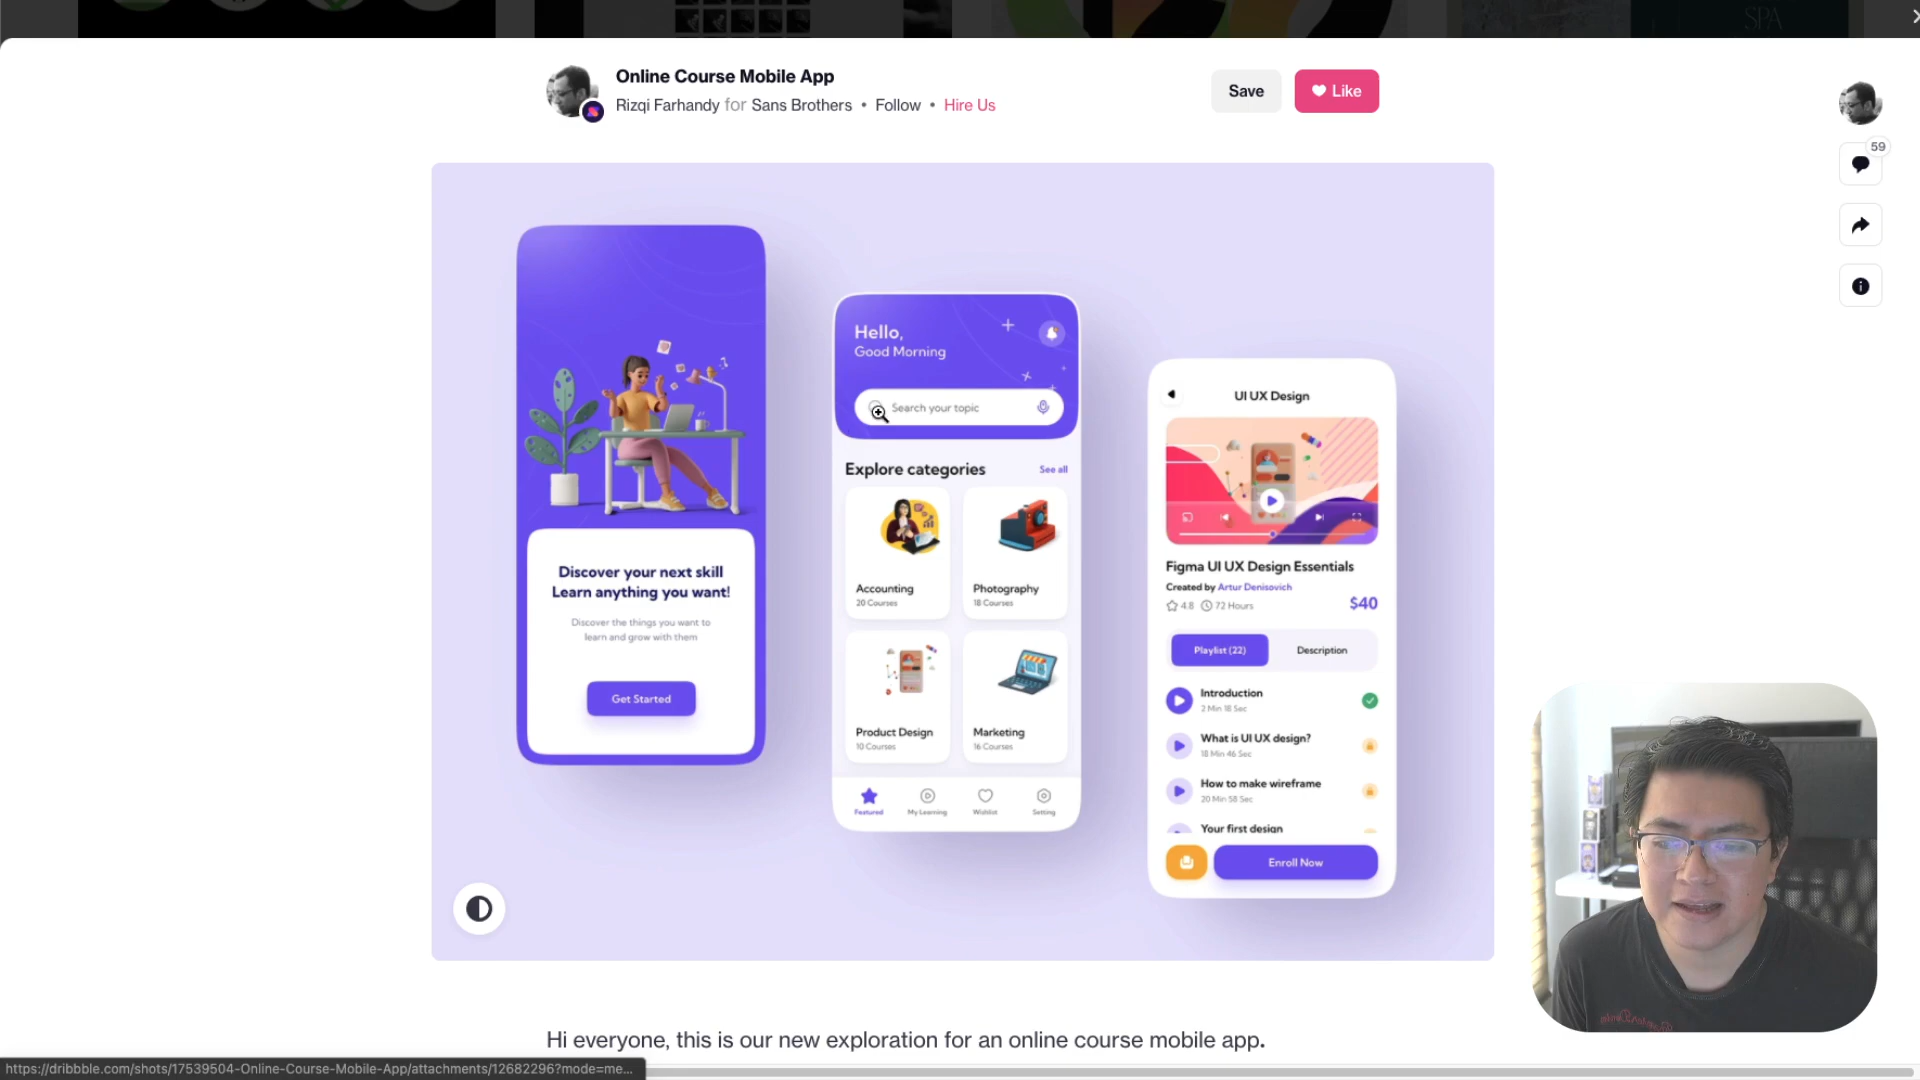 SPA
Online Course Mobile App
Rizqi Farhandy for Sans Brothers • Follow • Hire Us
Save
Like
59
Discover your next skill
Learn anything you want!
Discover the things you want to
learn and grow with them
Get Started
Hello,
Good Morning
Search your topic
Explore categories
See all
Accounting
20 Courses
Photography
18 Courses
Product Design
10 Courses
Marketing
16 Courses
Featured
My Learning
Wishlist
Setting
UI UX Design
Figma UI UX Design Essentials
Created by Artur Denisovich
4.8
72 Hours
$40
Playlist (22)
Description
Introduction
2 Min 18 Sec
What is UI UX design?
18 Min 46 Sec
How to make wireframe
20 Min 58 Sec
Your first design
Enroll Now
Hi everyone, this is our new exploration for an online course mobile app.
https://dribbble.com/shots/17539504-Online-Course-Mobile-App/attachments/12682296?mode=me...